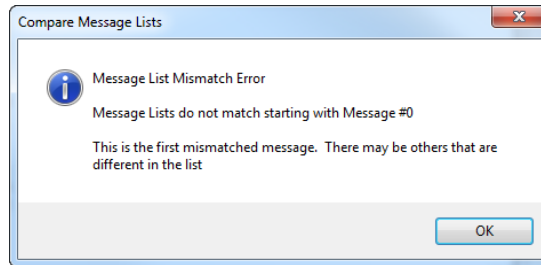 Compare Message Lists
Message List Mismatch Error
Message Lists do not match starting with Message #0
This is the first mismatched message.  There may be others that are
different in the list
OK